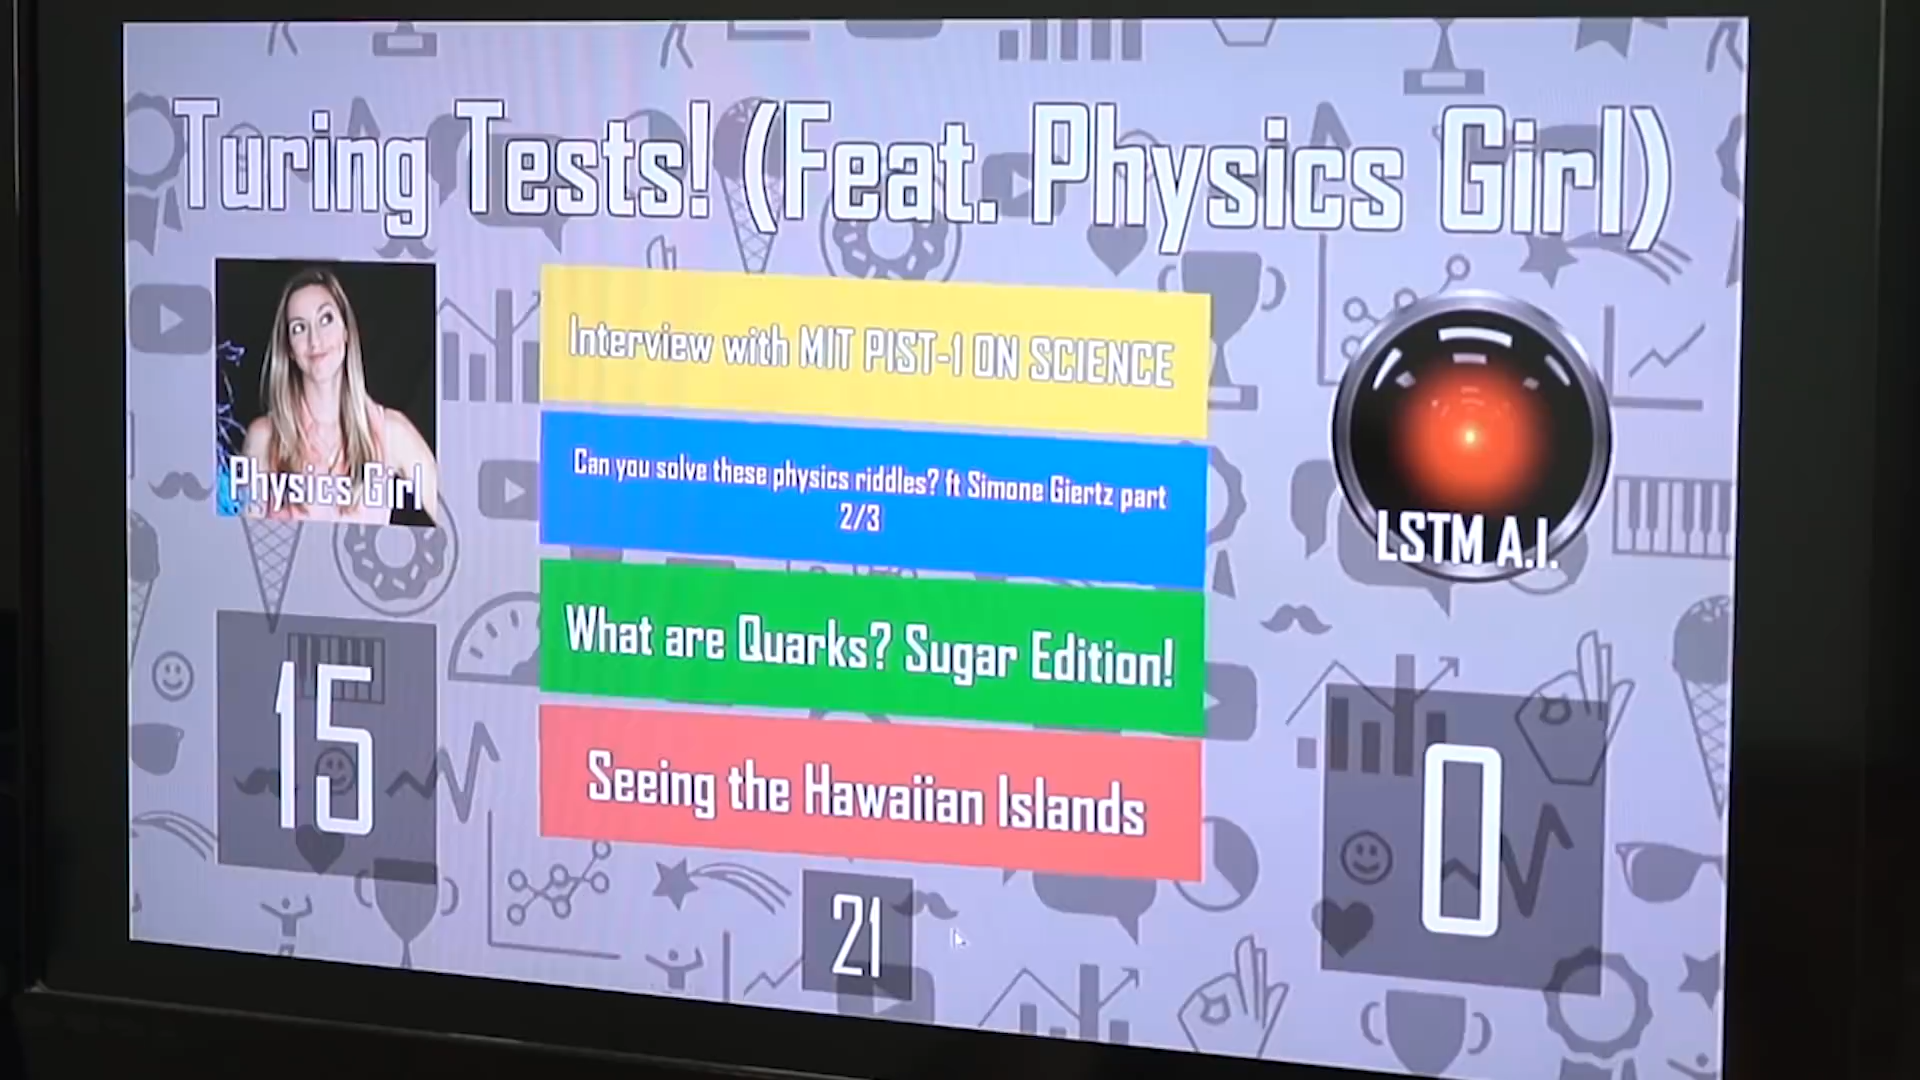 Turing Tests! (Feat. Physics Girl)
Interview with MIT PIST-1 ON SCIENCE
Can you solve these physics riddles? ft Simone Giertz part
2/3
What are Quarks? Sugar Edition!
Seeing the Hawaiian Islands
Physics Girl
15
LSTM A.I.
0
21